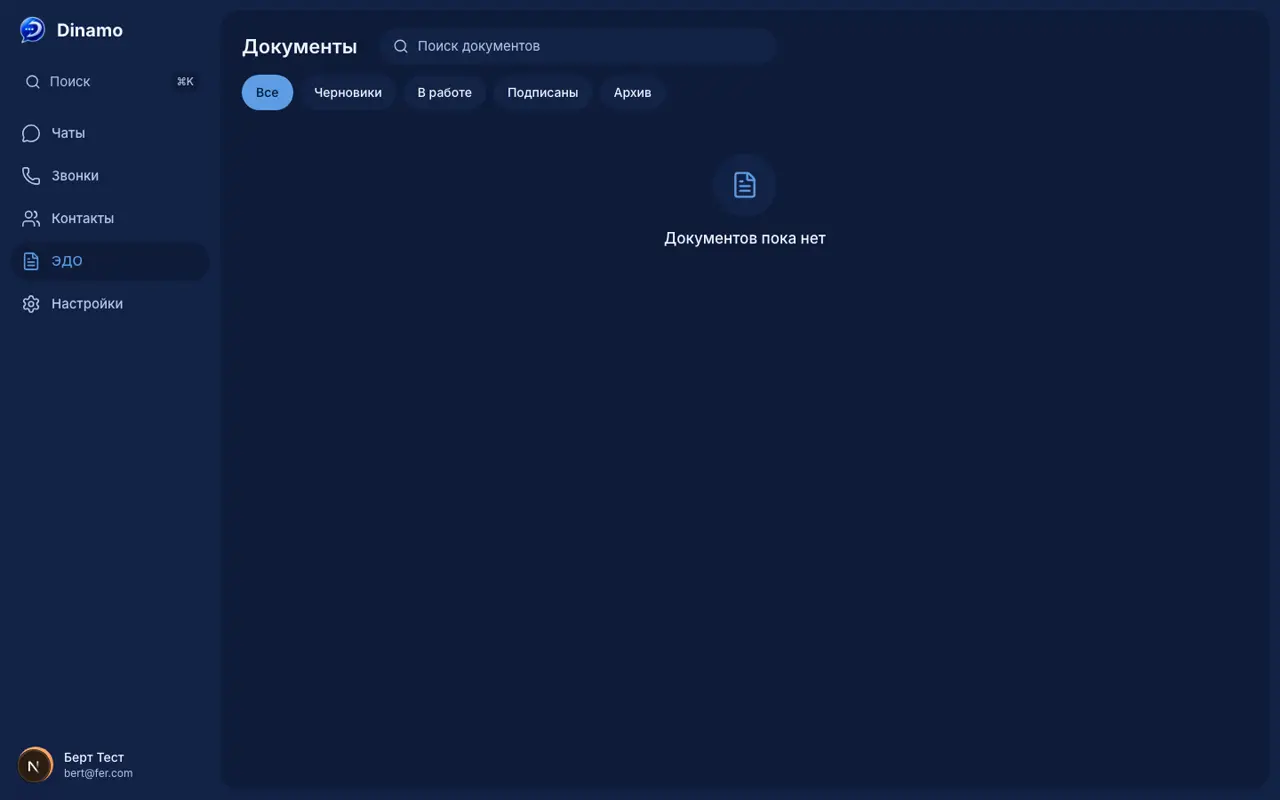 Dinamo
Поиск ⌘K
Чаты
Звонки
Контакты
ЭДО
Настройки
Берт Тест
bert@fer.com
Документы
Поиск документов
Все Черновики В работе Подписаны Архив
Документов пока нет
N